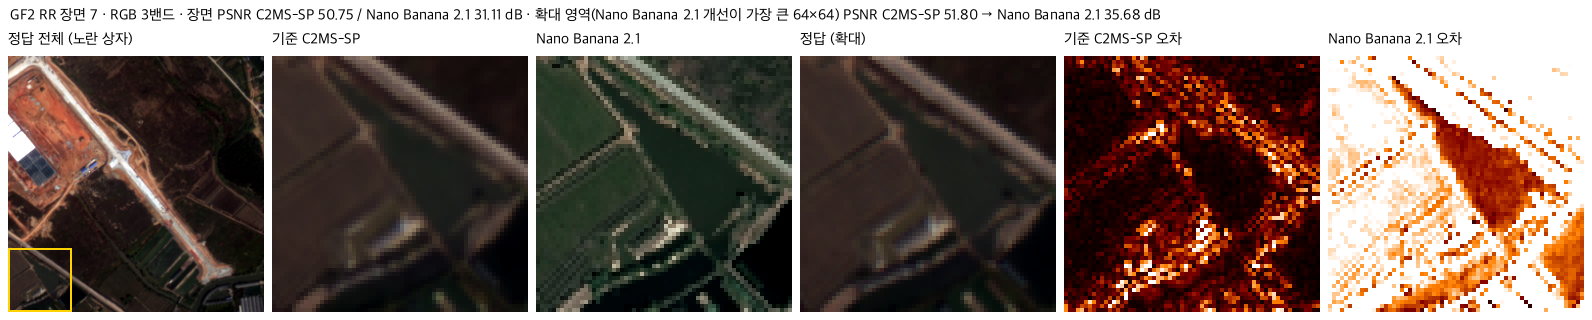 GF2 RR 장면 7 · RGB 3밴드 · 장면 PSNR C2MS-SP 50.75 / Nano Banana 2.1 31.11 dB · 확대 영역(Nano Banana 2.1 개선이 가장 큰 64×64) PSNR C2MS-SP 51.80 → Nano Banana 2.1 35.68 dB
정답 전체 (노란 상자) 기준 C2MS-SP Nano Banana 2.1 정답 (확대) 기준 C2MS-SP 오차 Nano Banana 2.1 오차